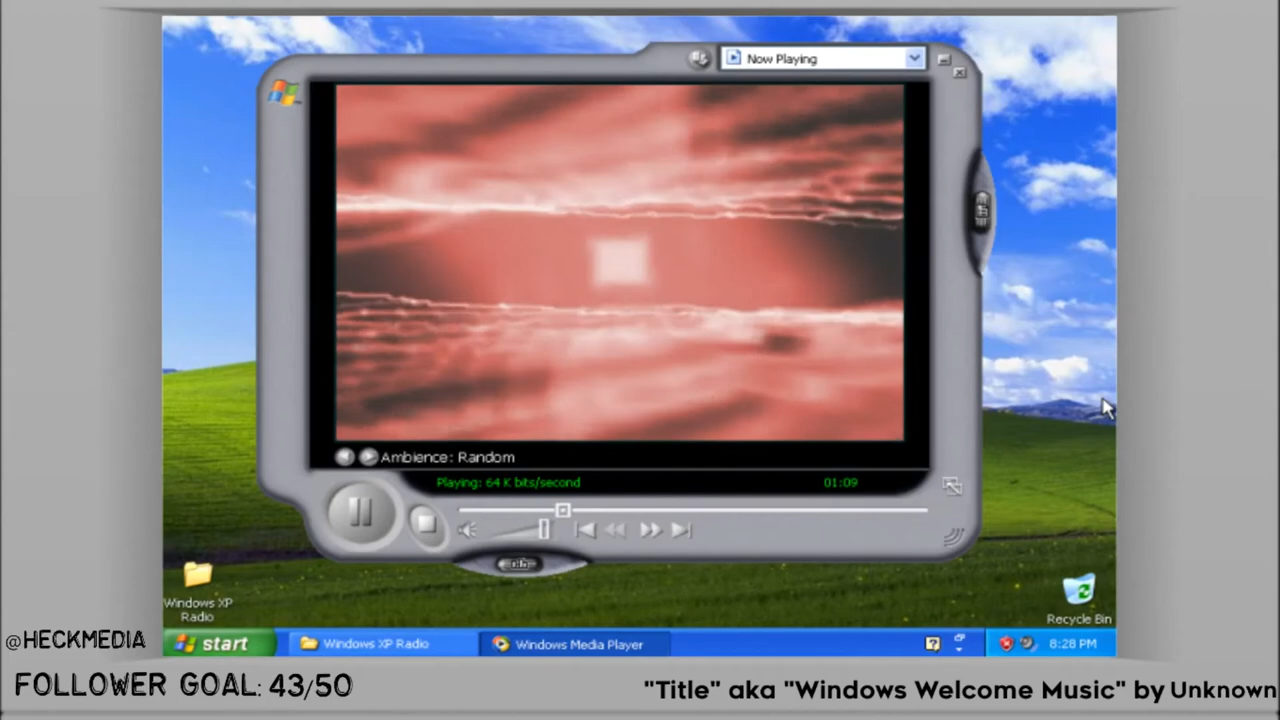 Now Playing
Ambience: Random
Playing: 64 K bits/second
01:09
Windows XP
Radio
Recycle Bin
start
Windows XP Radio
Windows Media Player
8:28 PM
@HECKMEDIA
FOLLOWER GOAL: 43/50
"Title" aka "Windows Welcome Music" by Unknown